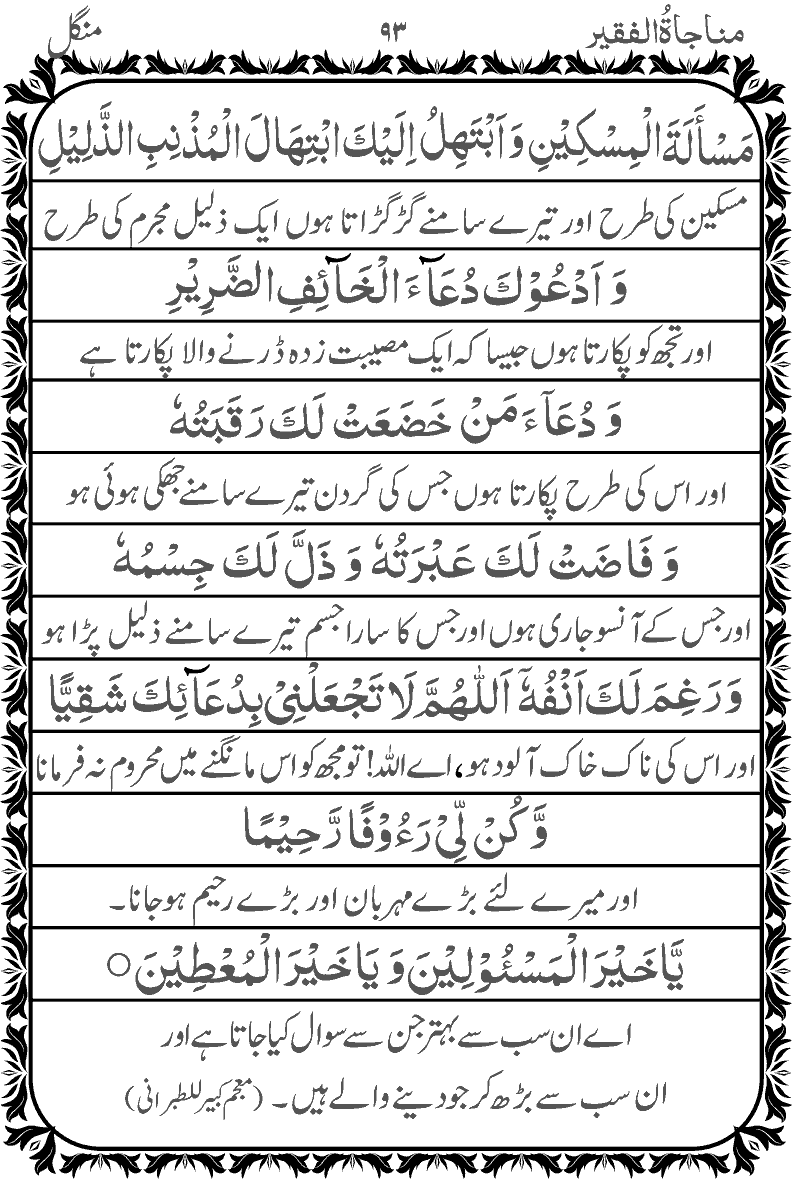 مناجاۃُ الفقیر ۹۳ منگل
مَسْأَلَةَ الْمِسْكِيْنِ وَ اَبْتَهِلُ اِلَيْكَ ابْتِهَالَ الْمُذْنِبِ الذَّلِيْلِ
مسکین کی طرح اور تیرے سامنے گڑگڑاتا ہوں ایک ذلیل مجرم کی طرح
وَ اَدْعُوْكَ دُعَآءَ الْخَآئِفِ الضَّرِيْرِ
اور تجھ کو پکارتا ہوں جیسا کہ ایک مصیبت زدہ ڈرنے والا پکارتا ہے
وَ دُعَآءَ مَنْ خَضَعَتْ لَكَ رَقَبَتُهٗ
اور اس کی طرح پکارتا ہوں جس کی گردن تیرے سامنے جھکی ہوئی ہو
وَ فَاضَتْ لَكَ عَبْرَتُهٗ وَ ذَلَّ لَكَ جِسْمُهٗ
اور جس کے آنسو جاری ہوں اور جس کا سارا جسم تیرے سامنے ذلیل پڑا ہو
وَ رَغِمَ لَكَ اَنْفُهٗٓ اَللّٰهُمَّ لَا تَجْعَلْنِيْ بِدُعَآئِكَ شَقِيًّا
اور اس کی ناک خاک آلود ہو، اے اللہ! تو مجھ کو اس مانگنے میں محروم نہ فرمانا
وَّ كُنْ لِّيْ رَءُوْفًا رَّحِيْمًا
اور میرے لئے بڑے مہربان اور بڑے رحیم ہو جانا۔
يَّا خَيْرَ الْمَسْئُوْلِيْنَ وَ يَا خَيْرَ الْمُعْطِيْنَ ○
اے ان سب سے بہتر جن سے سوال کیا جاتا ہے اور
ان سب سے بڑھ کر جو دینے والے ہیں۔ (معجم کبیر للطبرانی)